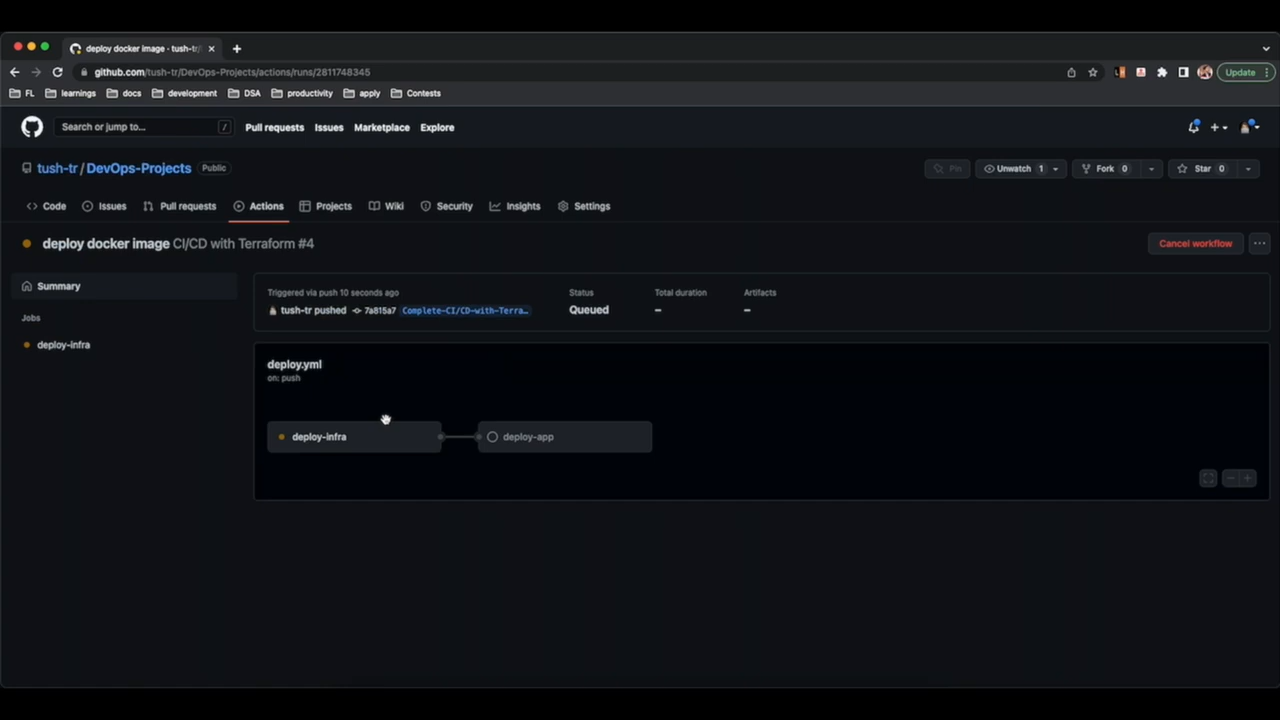 deploy docker image · tush-tr/
github.com/tush-tr/DevOps-Projects/actions/runs/2811748345
Update
FL learnings docs development DSA productivity apply Contests
Search or jump to... / Pull requests Issues Marketplace Explore
tush-tr / DevOps-Projects Public Pin Unwatch 1 Fork 0 Star 0
Code Issues Pull requests Actions Projects Wiki Security Insights Settings
deploy docker image CI/CD with Terraform #4 Cancel workflow
Summary
Jobs
deploy-infra
Triggered via push 10 seconds ago Status Total duration Artifacts
tush-tr pushed 7a815a7 Complete-CI/CD-with-Terra… Queued – –
deploy.yml
on: push
deploy-infra deploy-app